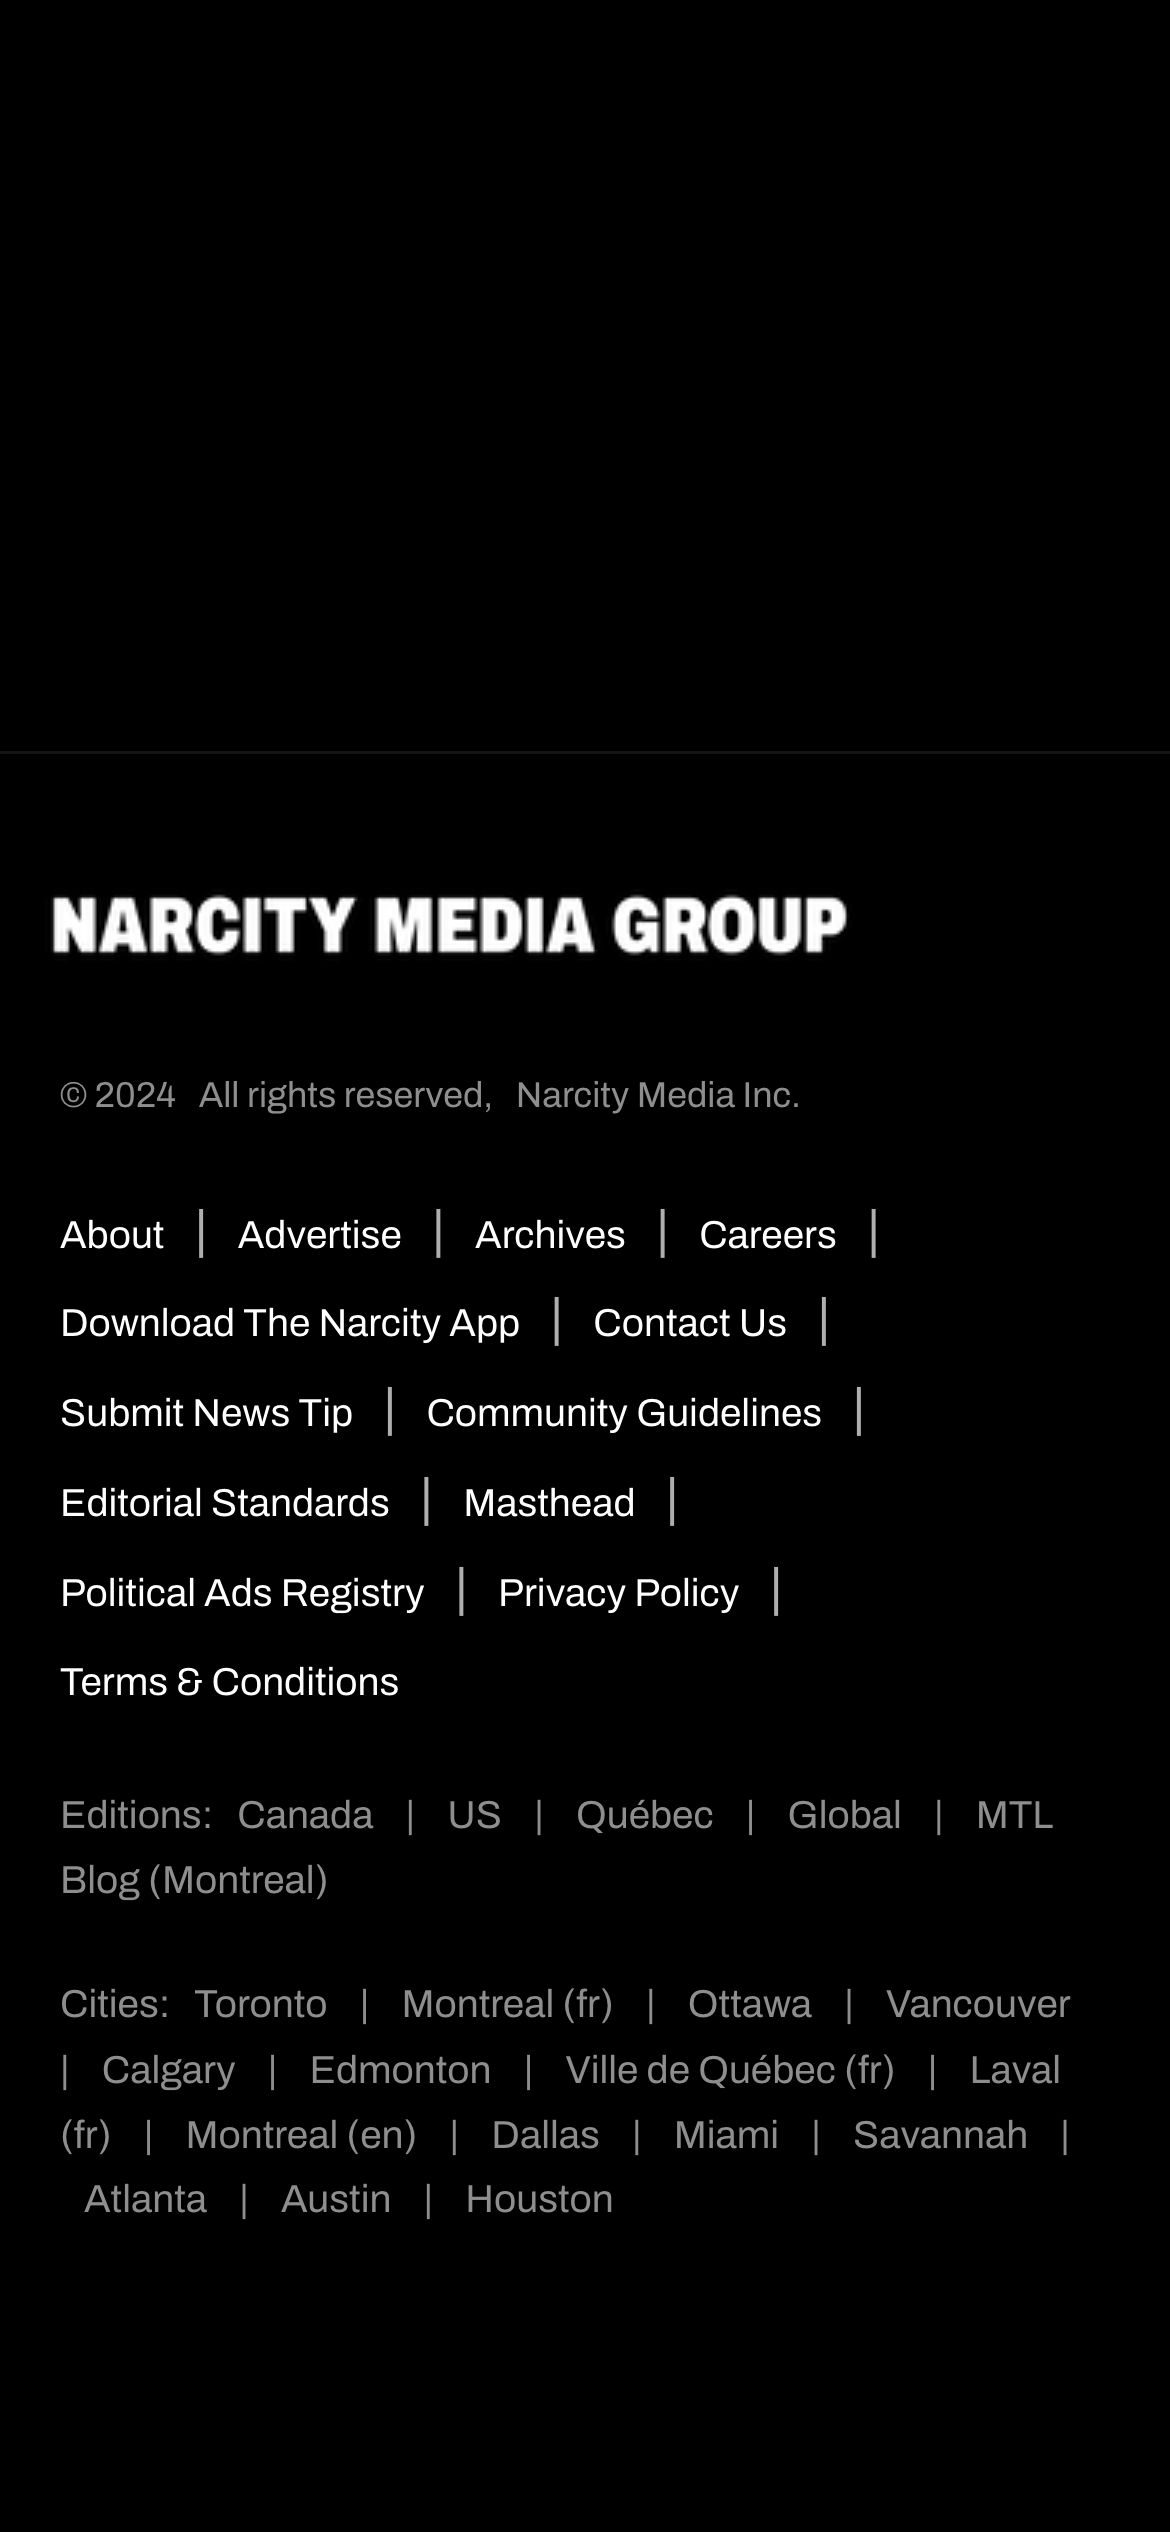 NARCITY MEDIA GROUP
© 2024 All rights reserved, Narcity Media Inc.
About | Advertise | Archives | Careers |
Download The Narcity App | Contact Us |
Submit News Tip | Community Guidelines |
Editorial Standards | Masthead |
Political Ads Registry | Privacy Policy |
Terms & Conditions
Editions: Canada | US | Québec | Global | MTL
Blog (Montreal)
Cities: Toronto | Montreal (fr) | Ottawa | Vancouver
| Calgary | Edmonton | Ville de Québec (fr) | Laval
(fr) | Montreal (en) | Dallas | Miami | Savannah |
Atlanta | Austin | Houston